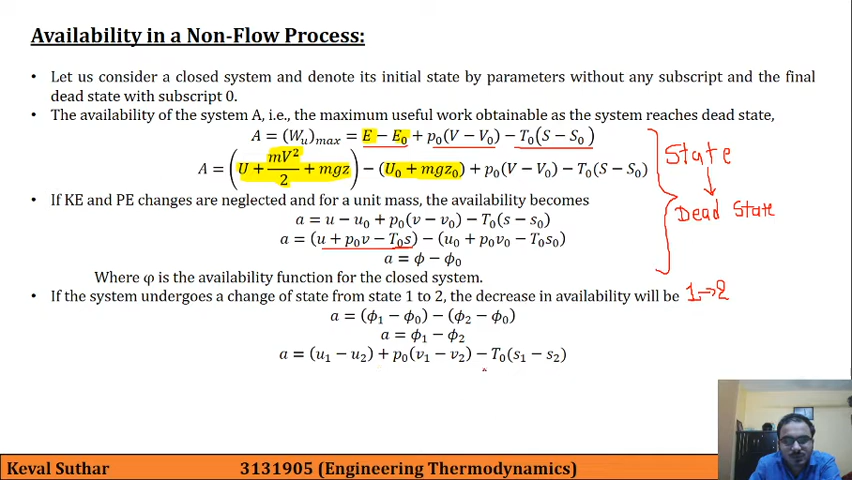 Availability in a Non-Flow Process:
• Let us consider a closed system and denote its initial state by parameters without any subscript and the final
dead state with subscript 0.
• The availability of the system A, i.e., the maximum useful work obtainable as the system reaches dead state,
A = (W_u)_max = E − E_0 + p_0(V − V_0) − T_0(S − S_0)
A = (U + mV^2/2 + mgz) − (U_0 + mgz_0) + p_0(V − V_0) − T_0(S − S_0)
State
↓
Dead State
• If KE and PE changes are neglected and for a unit mass, the availability becomes
a = u − u_0 + p_0(v − v_0) − T_0(s − s_0)
a = (u + p_0v − T_0s) − (u_0 + p_0v_0 − T_0s_0)
a = ϕ − ϕ_0
Where φ is the availability function for the closed system.
• If the system undergoes a change of state from state 1 to 2, the decrease in availability will be 1→2
a = (ϕ_1 − ϕ_0) − (ϕ_2 − ϕ_0)
a = ϕ_1 − ϕ_2
a = (u_1 − u_2) + p_0(v_1 − v_2) − T_0(s_1 − s_2)
Keval Suthar 3131905 (Engineering Thermodynamics)